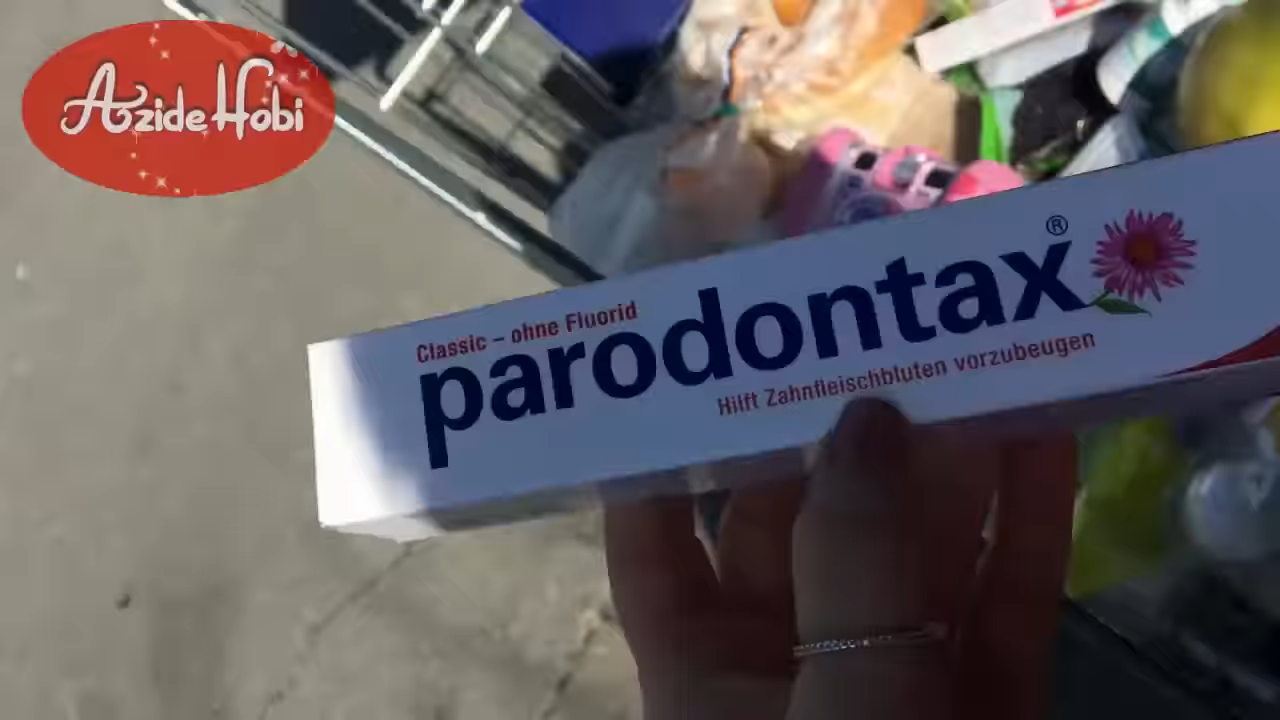 AzideHobi
Classic – ohne Fluorid
parodontax®
Hilft Zahnfleischbluten vorzubeugen